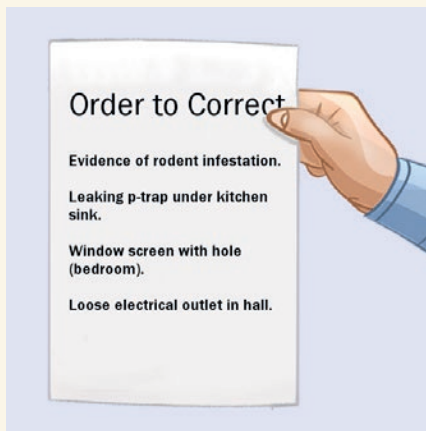 Order to Correct
Evidence of rodent infestation.
Leaking p-trap under kitchen
sink.
Window screen with hole
(bedroom).
Loose electrical outlet in hall.